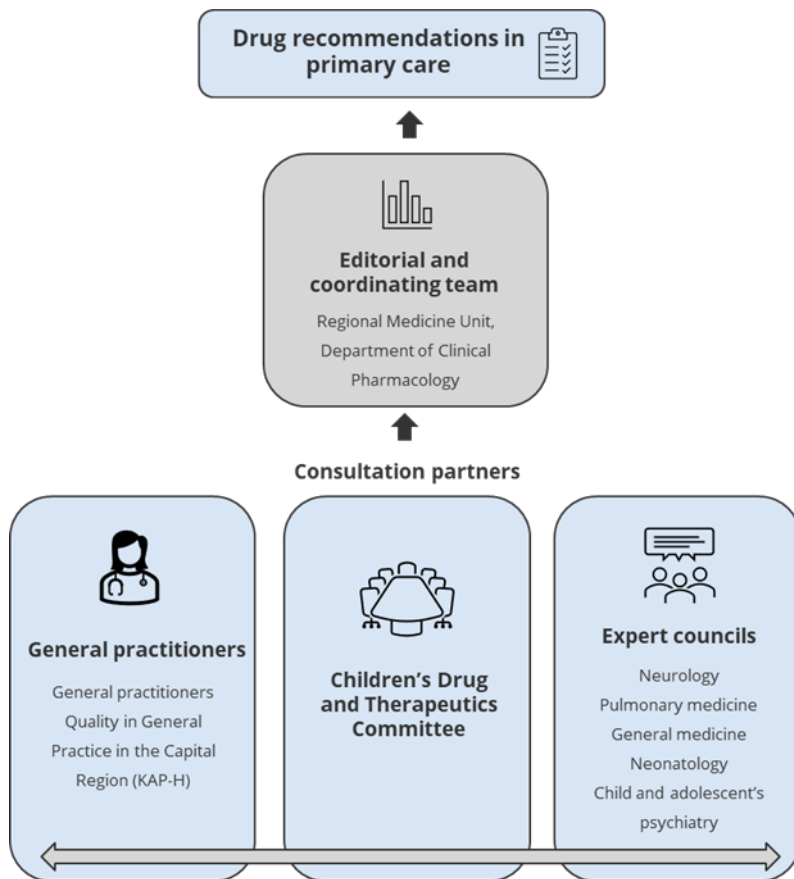 Drug recommendations in
primary care
Editorial and
coordinating team
Regional Medicine Unit,
Department of Clinical
Pharmacology
Consultation partners
General practitioners
General practitioners
Quality in General
Practice in the Capital
Region (KAP-H)
Children’s Drug
and Therapeutics
Committee
Expert councils
Neurology
Pulmonary medicine
General medicine
Neonatology
Child and adolescent’s
psychiatry